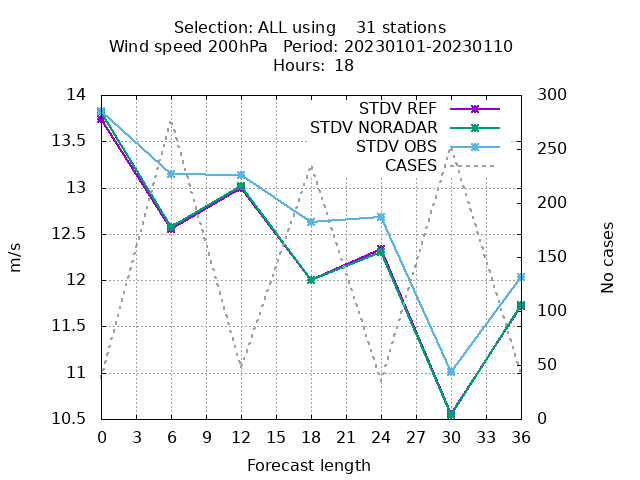 Selection: ALL using    31 stations
Wind speed 200hPa   Period: 20230101-20230110
Hours:  18
14
13.5
13
12.5
12
11.5
11
10.5
m/s
300
250
200
150
100
50
0
No cases
STDV REF
STDV NORADAR
STDV OBS
CASES
0 3 6 9 12 15 18 21 24 27 30 33 36
Forecast length